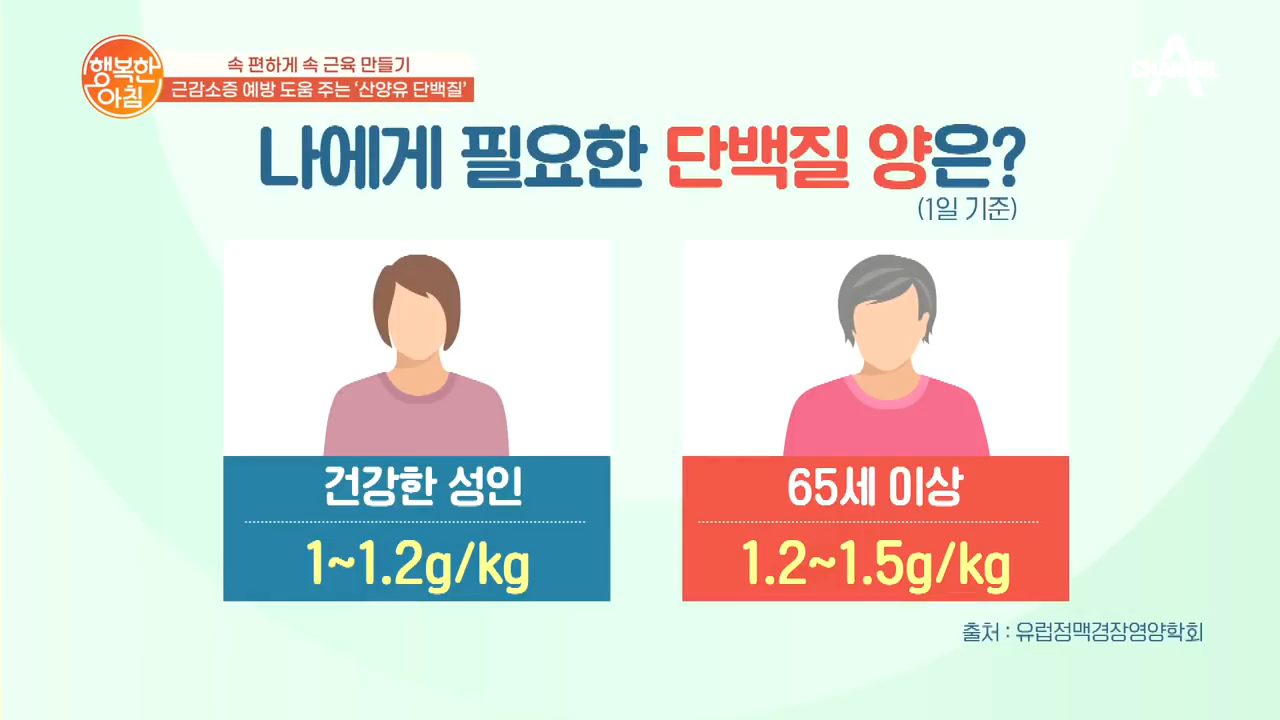 행복한
아침
속 편하게 속 근육 만들기
근감소증 예방 도움 주는 ‘산양유 단백질’
CHANNEL A
나에게 필요한 단백질 양은?
(1일 기준)
건강한 성인
1~1.2g/kg
65세 이상
1.2~1.5g/kg
출처 : 유럽정맥경장영양학회